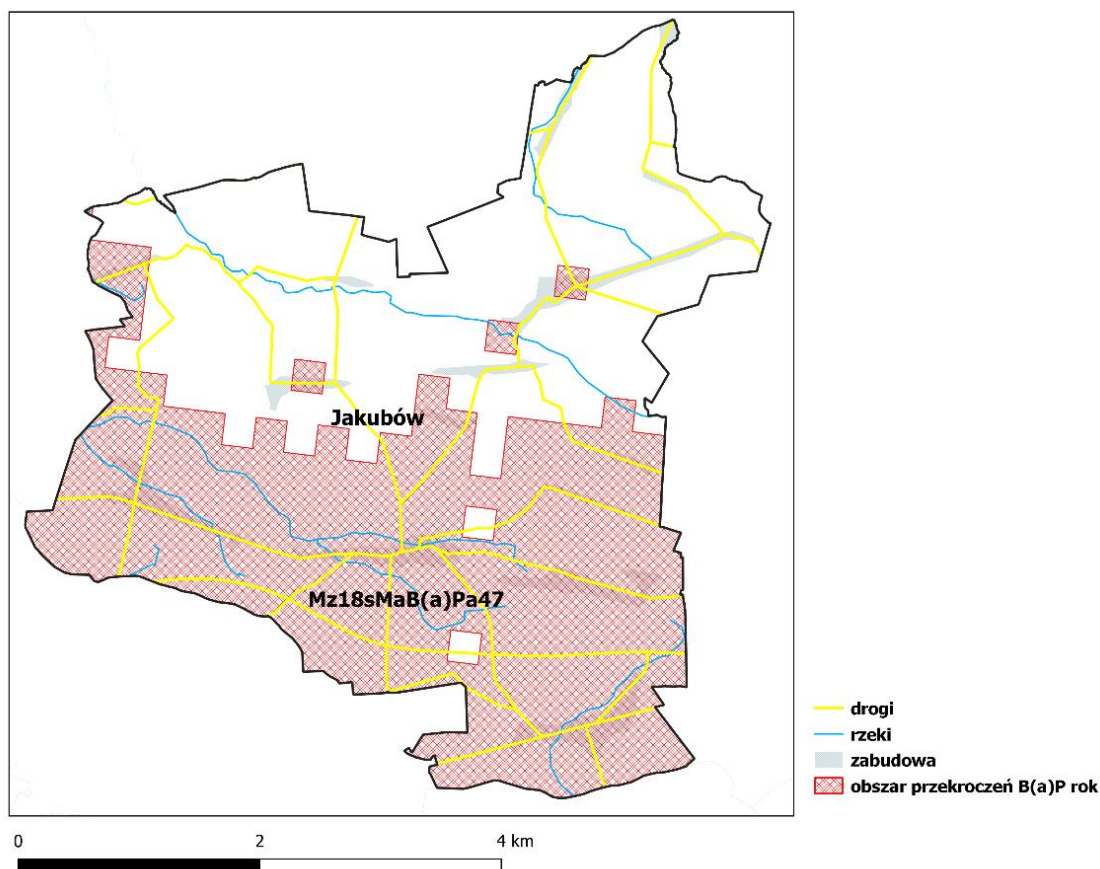 Jakubów
Mz18sMaB(a)Pa47
drogi
rzeki
zabudowa
obszar przekroczeń B(a)P rok
0 2 4 km